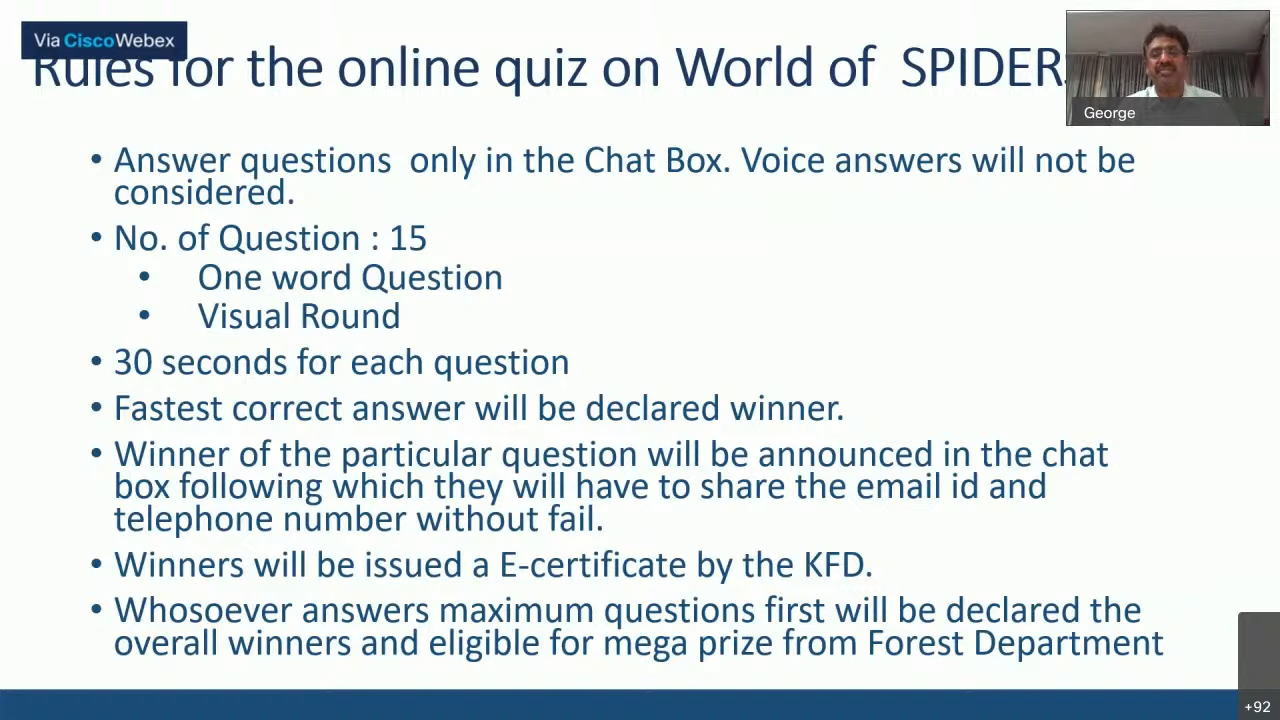 Via Cisco Webex
Rules for the online quiz on World of SPIDERS
George
• Answer questions only in the Chat Box. Voice answers will not be
considered.
• No. of Question : 15
• One word Question
• Visual Round
• 30 seconds for each question
• Fastest correct answer will be declared winner.
• Winner of the particular question will be announced in the chat
box following which they will have to share the email id and
telephone number without fail.
• Winners will be issued a E-certificate by the KFD.
• Whosoever answers maximum questions first will be declared the
overall winners and eligible for mega prize from Forest Department
+92